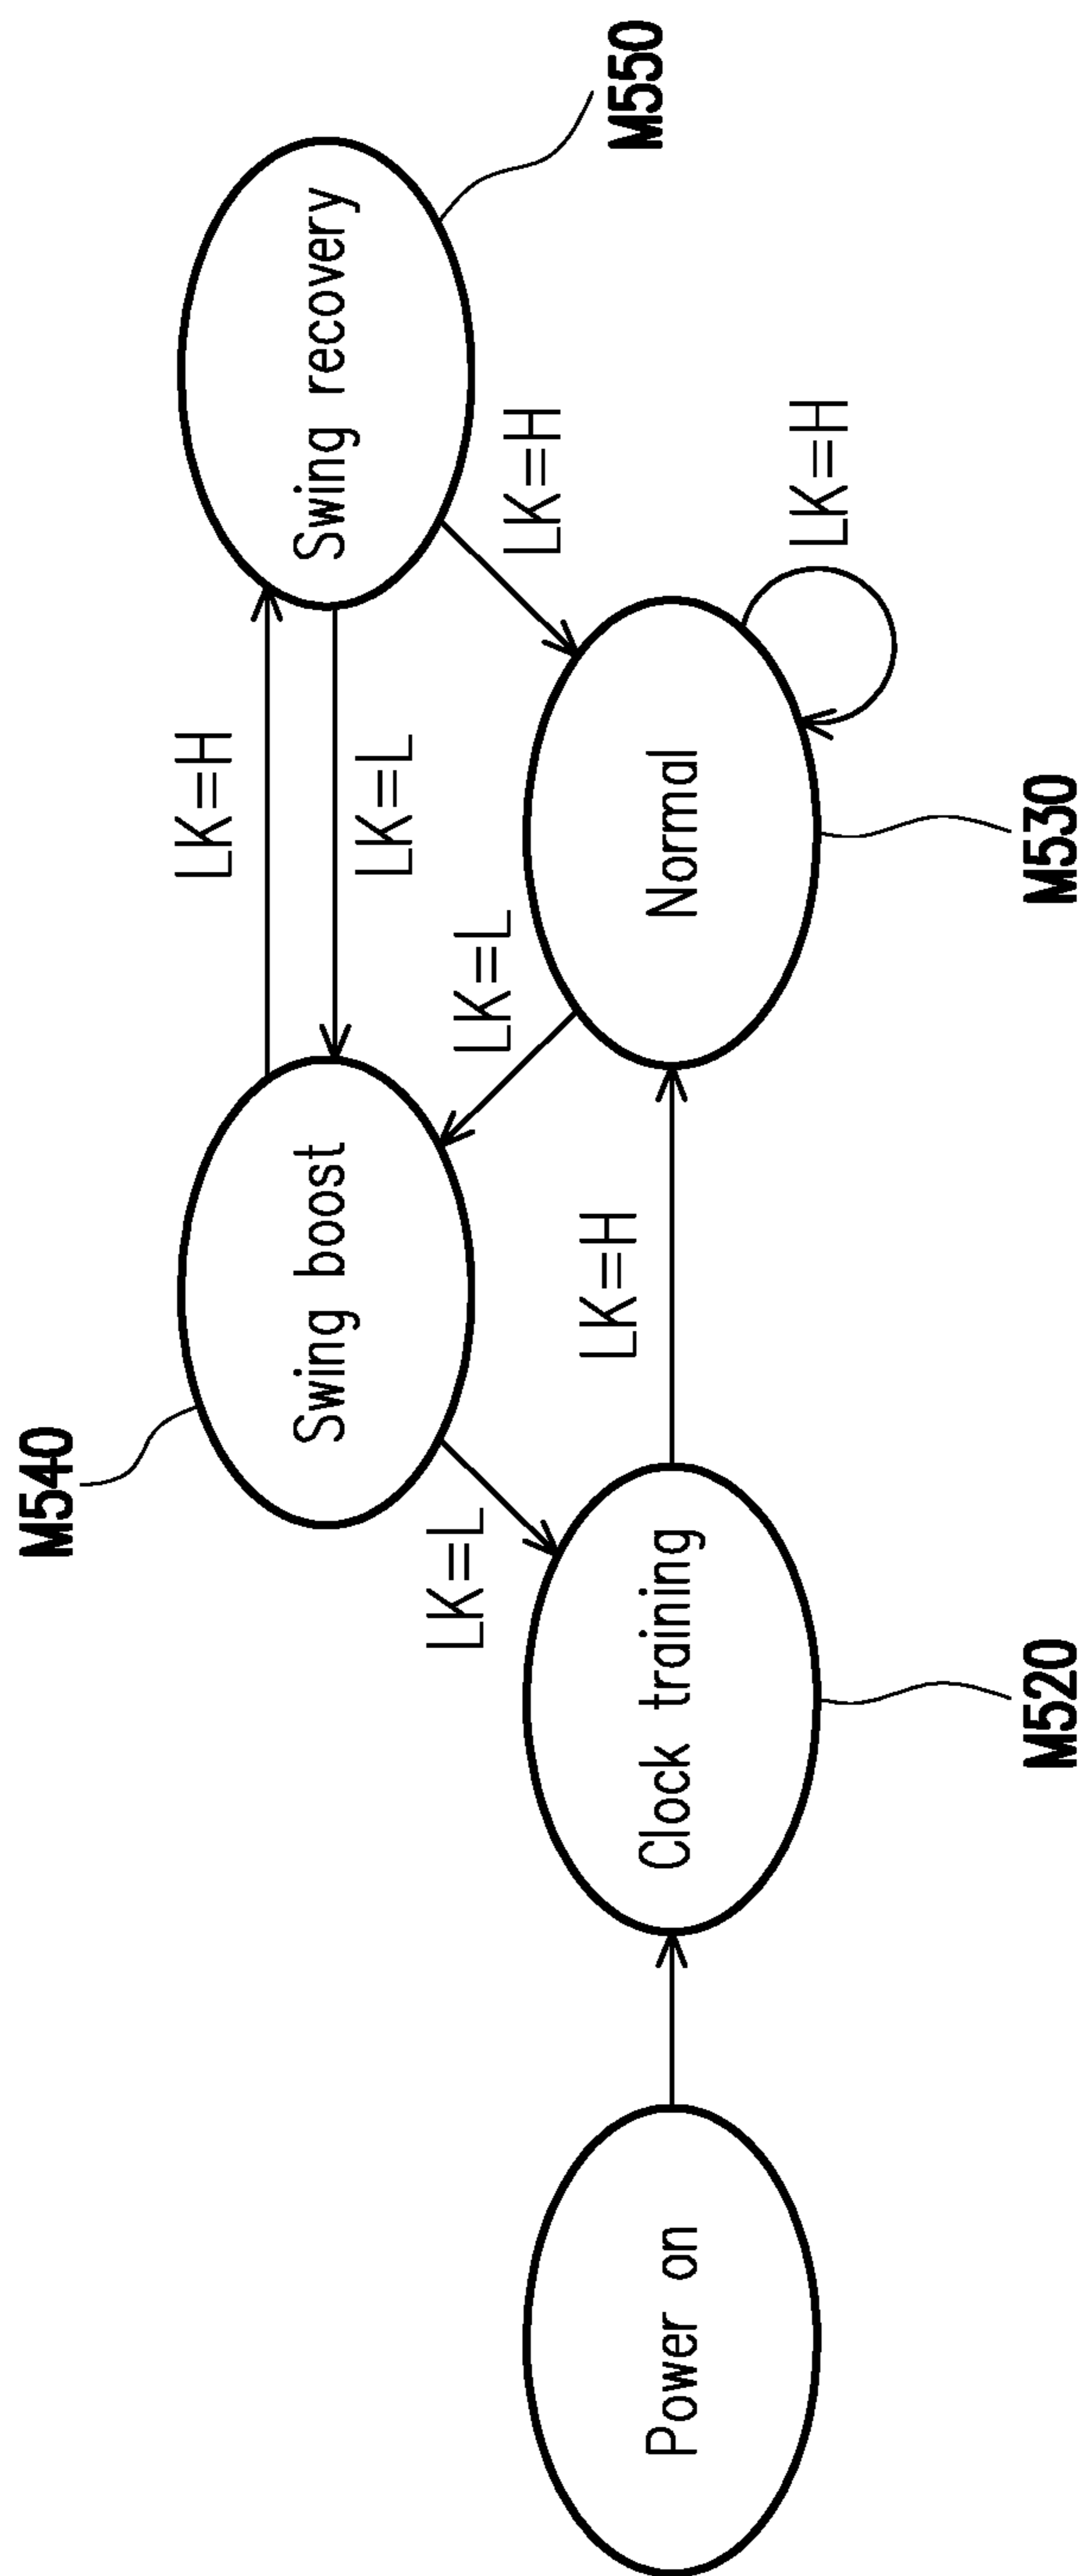 M540
M550
Swing boost
Swing recovery
LK=H
LK=L
LK=L
LK=L
LK=H
LK=H
LK=H
Power on
Clock training
Normal
M520
M530